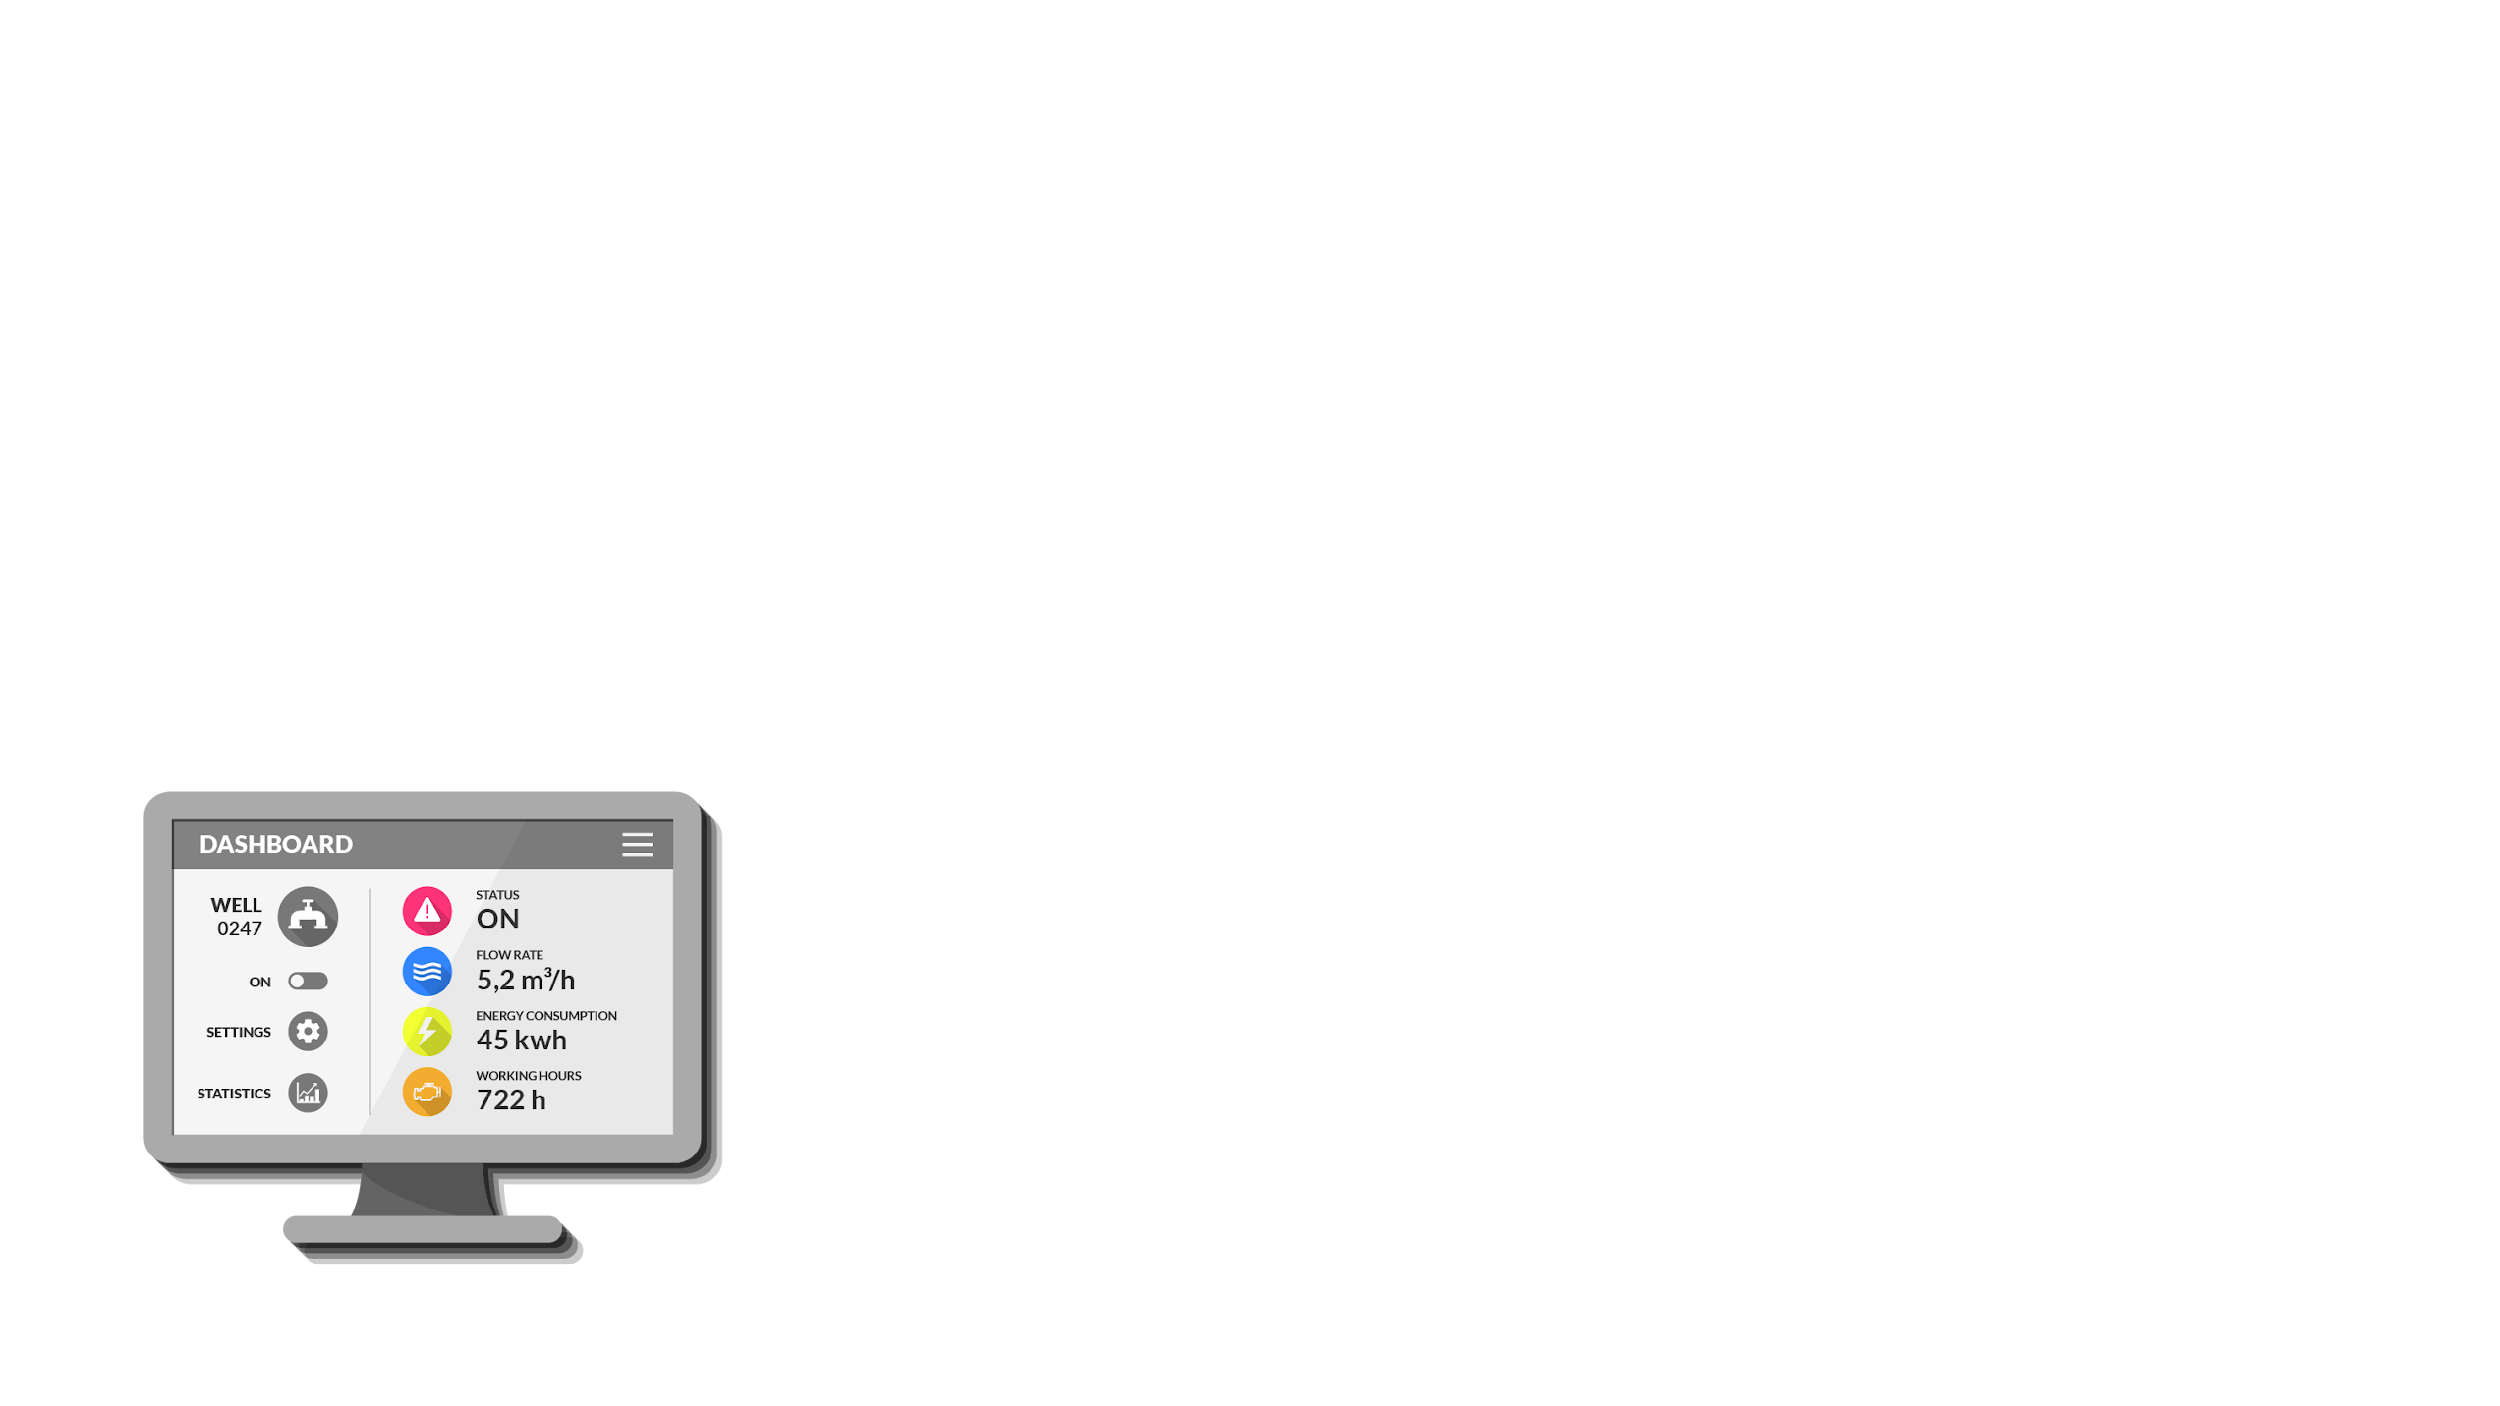 DASHBOARD
WELL
0247
ON
SETTINGS
STATISTICS
STATUS
ON
FLOW RATE
5,2 m³/h
ENERGY CONSUMPTION
45 kwh
WORKING HOURS
722 h